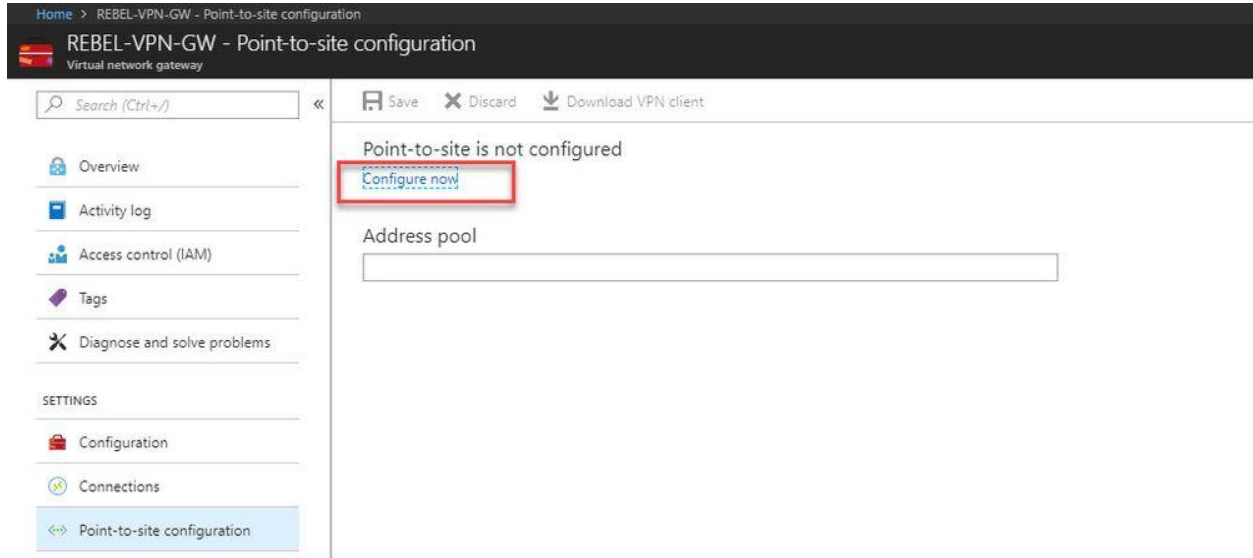 Home > REBEL-VPN-GW - Point-to-site configuration
REBEL-VPN-GW - Point-to-site configuration
Virtual network gateway
Search (Ctrl+/)
«
Overview
Activity log
Access control (IAM)
Tags
Diagnose and solve problems
SETTINGS
Configuration
Connections
Point-to-site configuration
Save Discard Download VPN client
Point-to-site is not configured
Configure now
Address pool